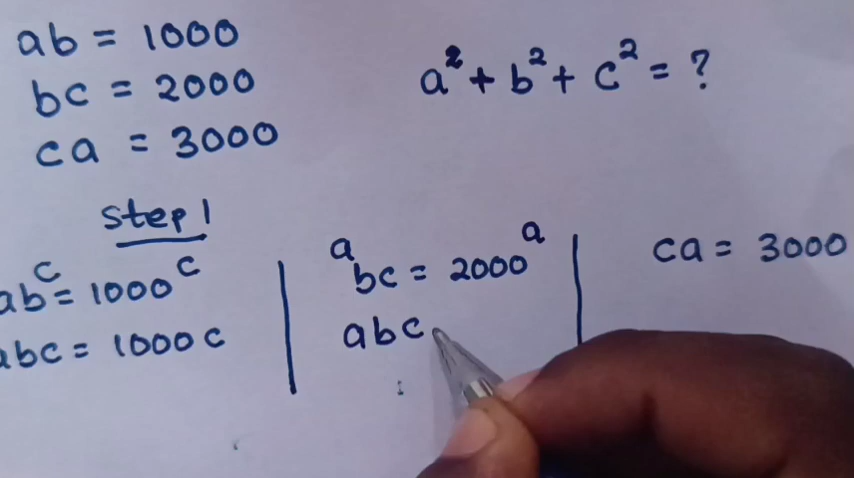 ab = 1000
bc = 2000
ca = 3000
a² + b² + c² = ?
step 1
abᶜ = 1000ᶜ
abc = 1000c
ᵃbc = 2000ᵃ
abc
ca = 3000